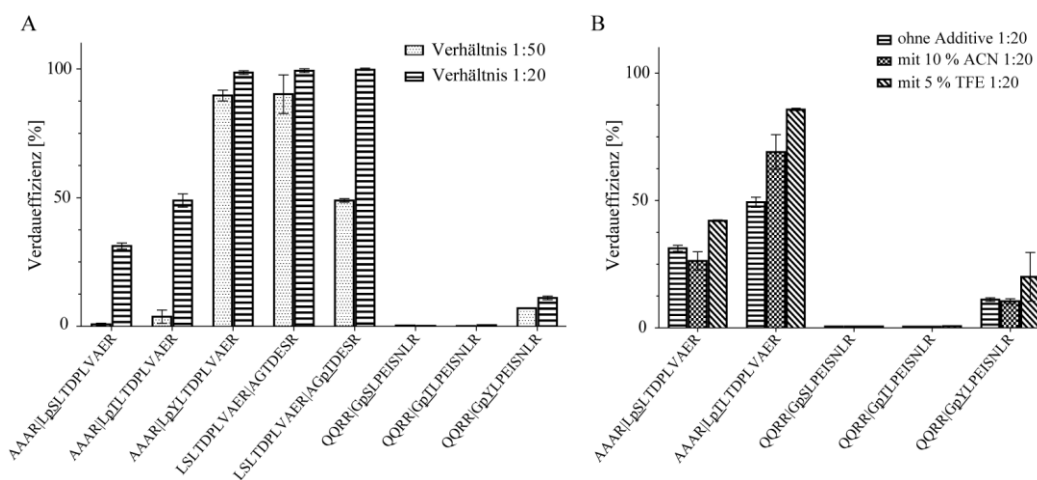 A
Verdaueffizienz [%]
100
50
0
Verhältnis 1:50
Verhältnis 1:20
AAAR|LpSLTDPLVAER
AAAR|LpTLTDPLVAER
AAAR|LpYLTDPLVAER
LSLTDPLVAER|AGTDESR
LSLTDPLVAER|AGpTDESR
QQRR|GpSLPEISNLR
QQRR|GpTLPEISNLR
QQRR|GpYLPEISNLR
B
Verdaueffizienz [%]
100
50
0
ohne Additive 1:20
mit 10 % ACN 1:20
mit 5 % TFE 1:20
AAAR|LpSLTDPLVAER
AAAR|LpTLTDPLVAER
QQRR|GpSLPEISNLR
QQRR|GpTLPEISNLR
QQRR|GpYLPEISNLR